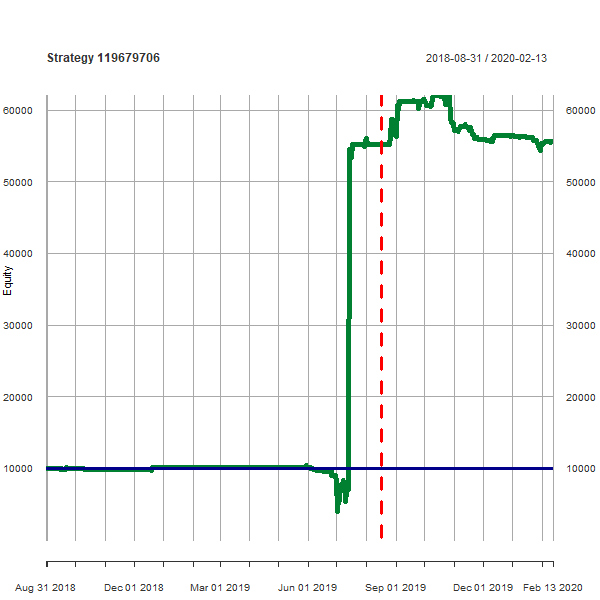 Strategy 119679706
2018-08-31 / 2020-02-13
60000
60000
50000
50000
40000
40000
Equity
30000
30000
20000
20000
10000
10000
Aug 31 2018
Dec 01 2018
Mar 01 2019
Jun 01 2019
Sep 01 2019
Dec 01 2019
Feb 13 2020